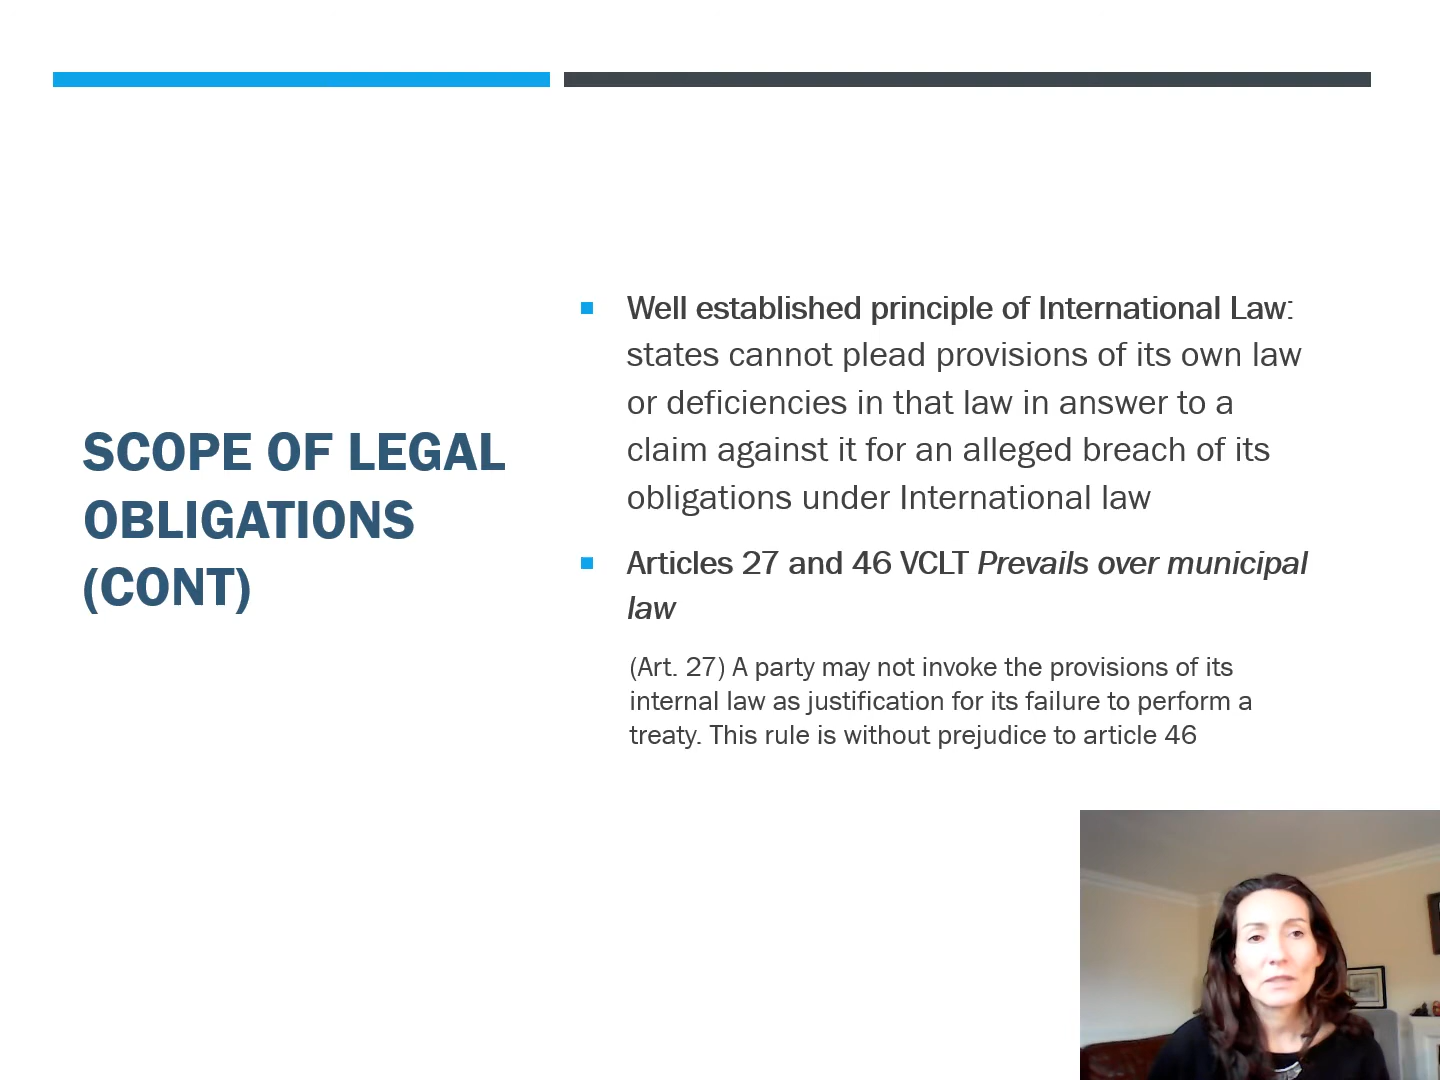 SCOPE OF LEGAL
OBLIGATIONS
(CONT)
Well established principle of International Law:
states cannot plead provisions of its own law
or deficiencies in that law in answer to a
claim against it for an alleged breach of its
obligations under International law
Articles 27 and 46 VCLT Prevails over municipal
law
(Art. 27) A party may not invoke the provisions of its
internal law as justification for its failure to perform a
treaty. This rule is without prejudice to article 46